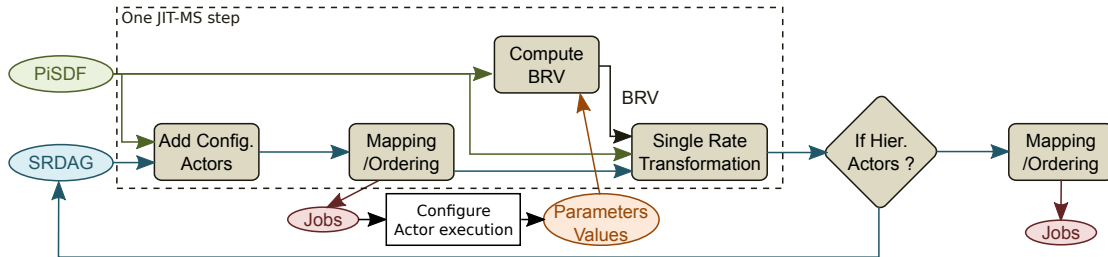 One JIT-MS step
Compute
BRV
PiSDF
BRV
Add Config.
Actors
Mapping
/Ordering
Single Rate
Transformation
If Hier.
Actors ?
Mapping
/Ordering
SRDAG
Jobs
Configure
Actor execution
Parameters
Values
Jobs